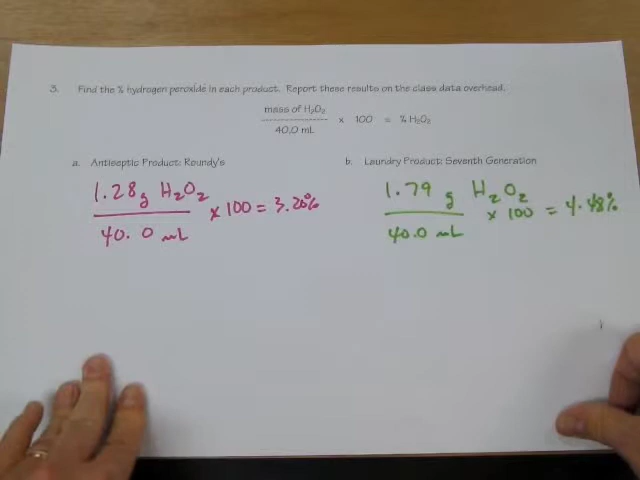 3. Find the % hydrogen peroxide in each product. Report these results on the class data overhead.
mass of H₂O₂
x 100 = % H₂O₂
40.0 mL
a. Antiseptic Product: Roundy's
b. Laundry Product: Seventh Generation
1.28 g H₂O₂
x 100 = 3.20%
40.0 mL
1.79 g H₂O₂
x 100 = 4.48%
40.0 mL